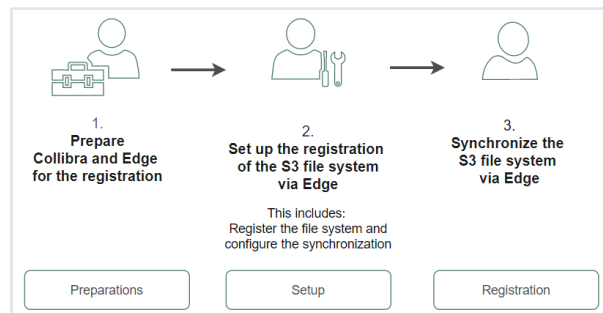 1.
Prepare
Collibra and Edge
for the registration
2.
Set up the registration
of the S3 file system
via Edge
This includes:
Register the file system and
configure the synchronization
3.
Synchronize the
S3 file system
via Edge
Preparations
Setup
Registration